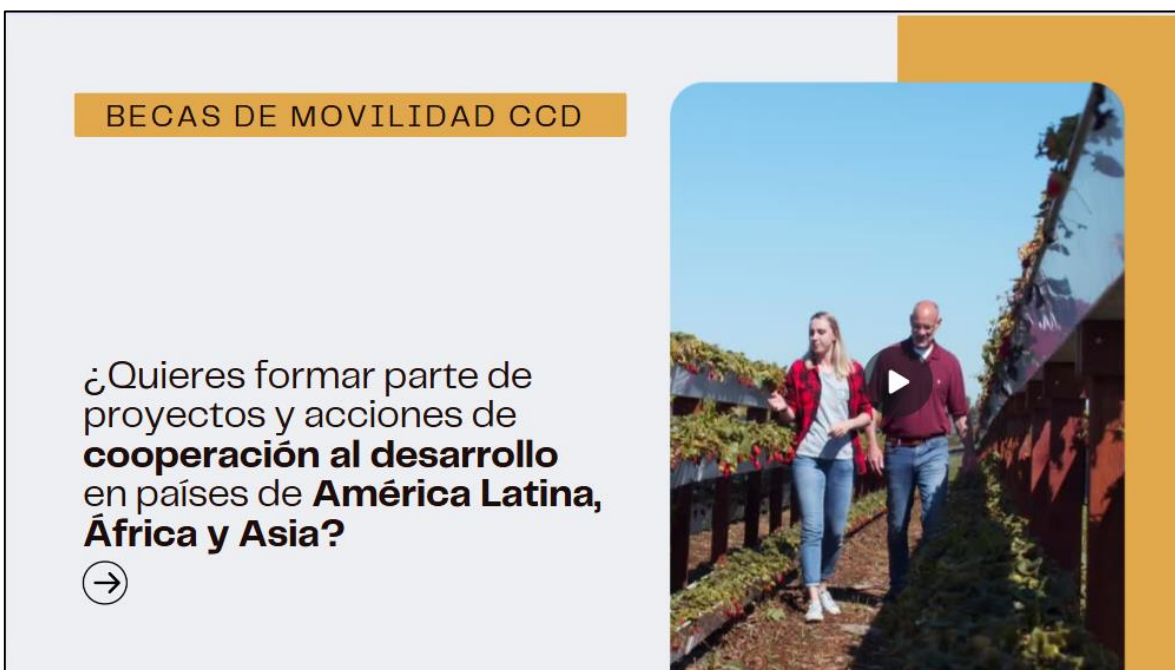 BECAS DE MOVILIDAD CCD
¿Quieres formar parte de
proyectos y acciones de
cooperación al desarrollo
en países de América Latina,
África y Asia?